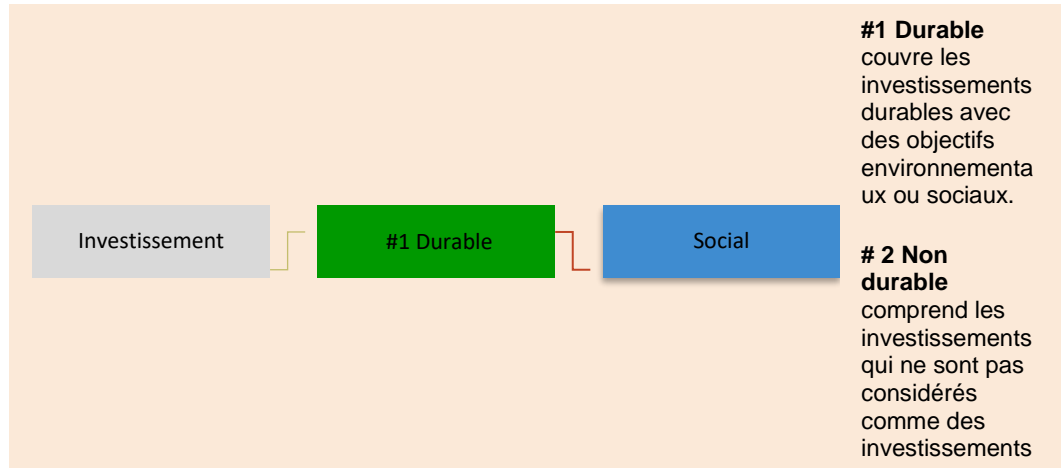 Investissement
#1 Durable
Social
#1 Durable
couvre les
investissements
durables avec
des objectifs
environnementa
ux ou sociaux.
# 2 Non
durable
comprend les
investissements
qui ne sont pas
considérés
comme des
investissements